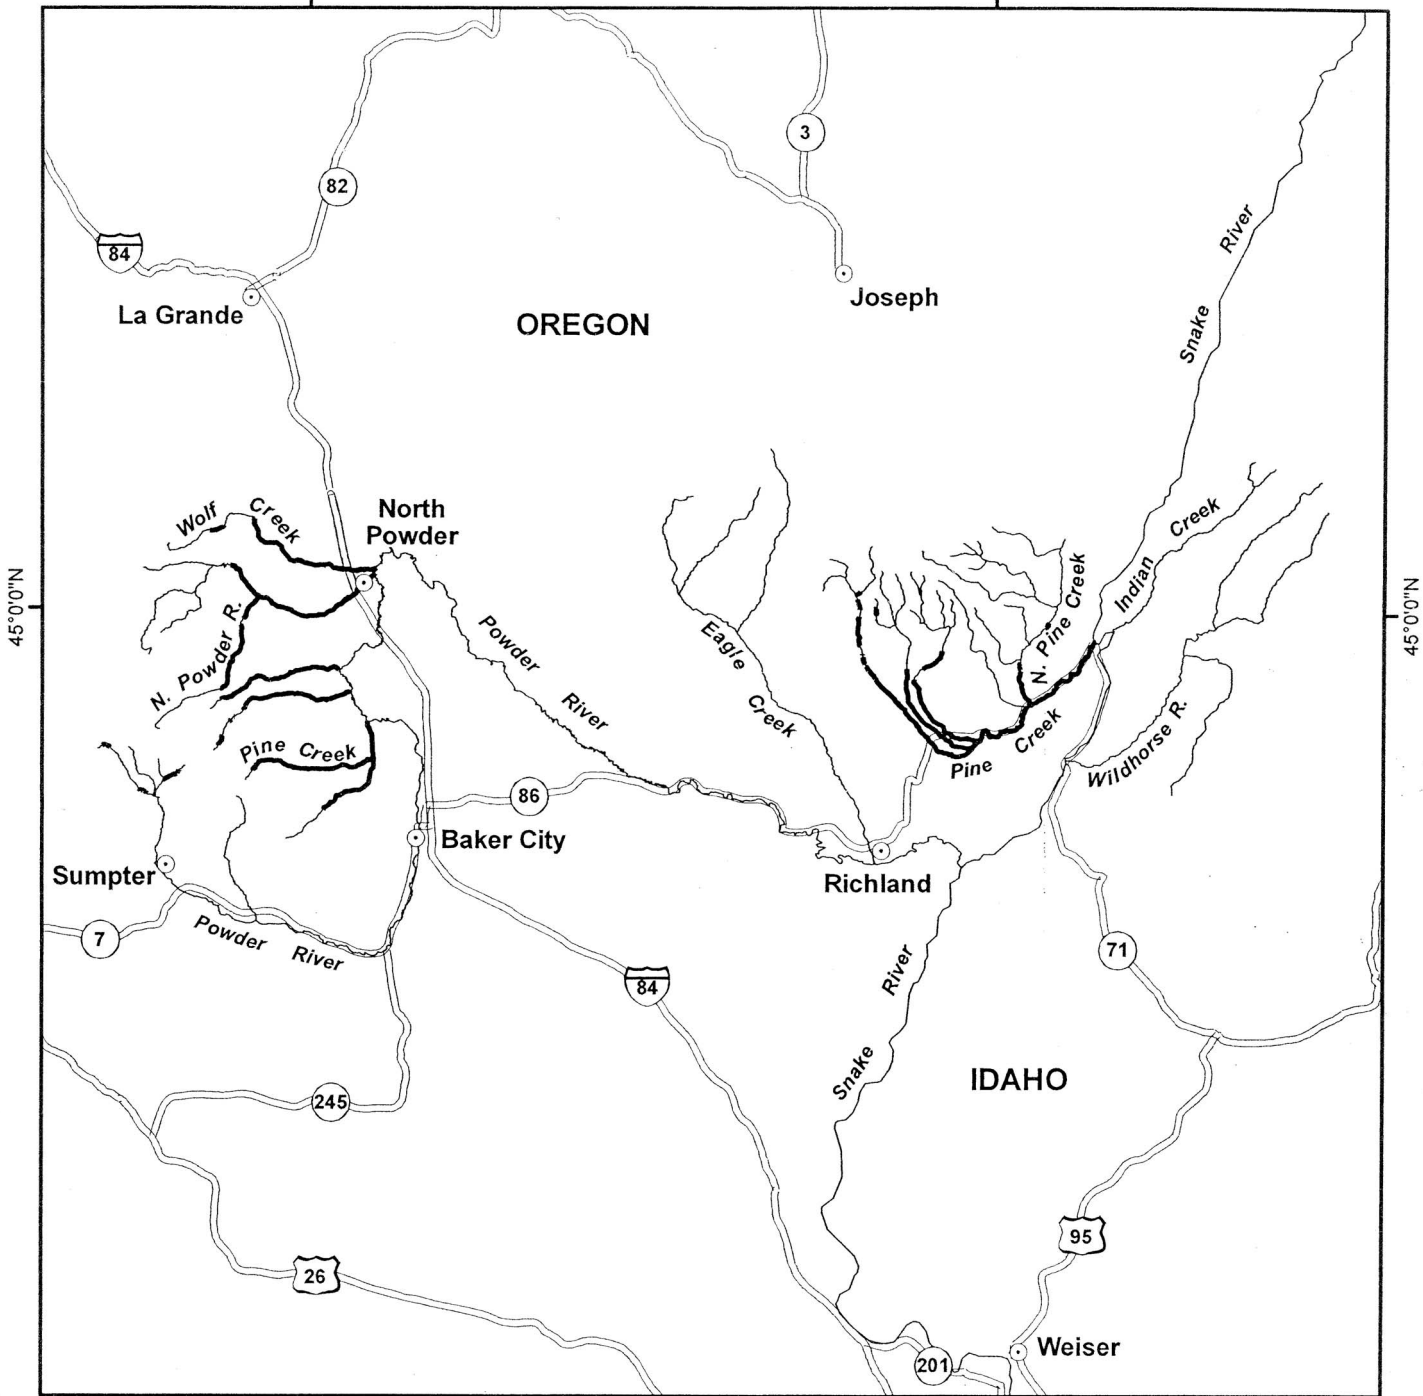 3
82
84
River
La Grande
Joseph
OREGON
Snake
Wolf Creek
North
Powder
Creek
Indian
45°0'0"N
45°0'0"N
N. Powder R.
Powder River
Eagle Creek
N. Pine Creek
Pine Creek
Pine Creek
Wildhorse R.
86
Baker City
Sumpter
Richland
7
Powder River
71
84
River
Snake
IDAHO
245
95
26
Weiser
201